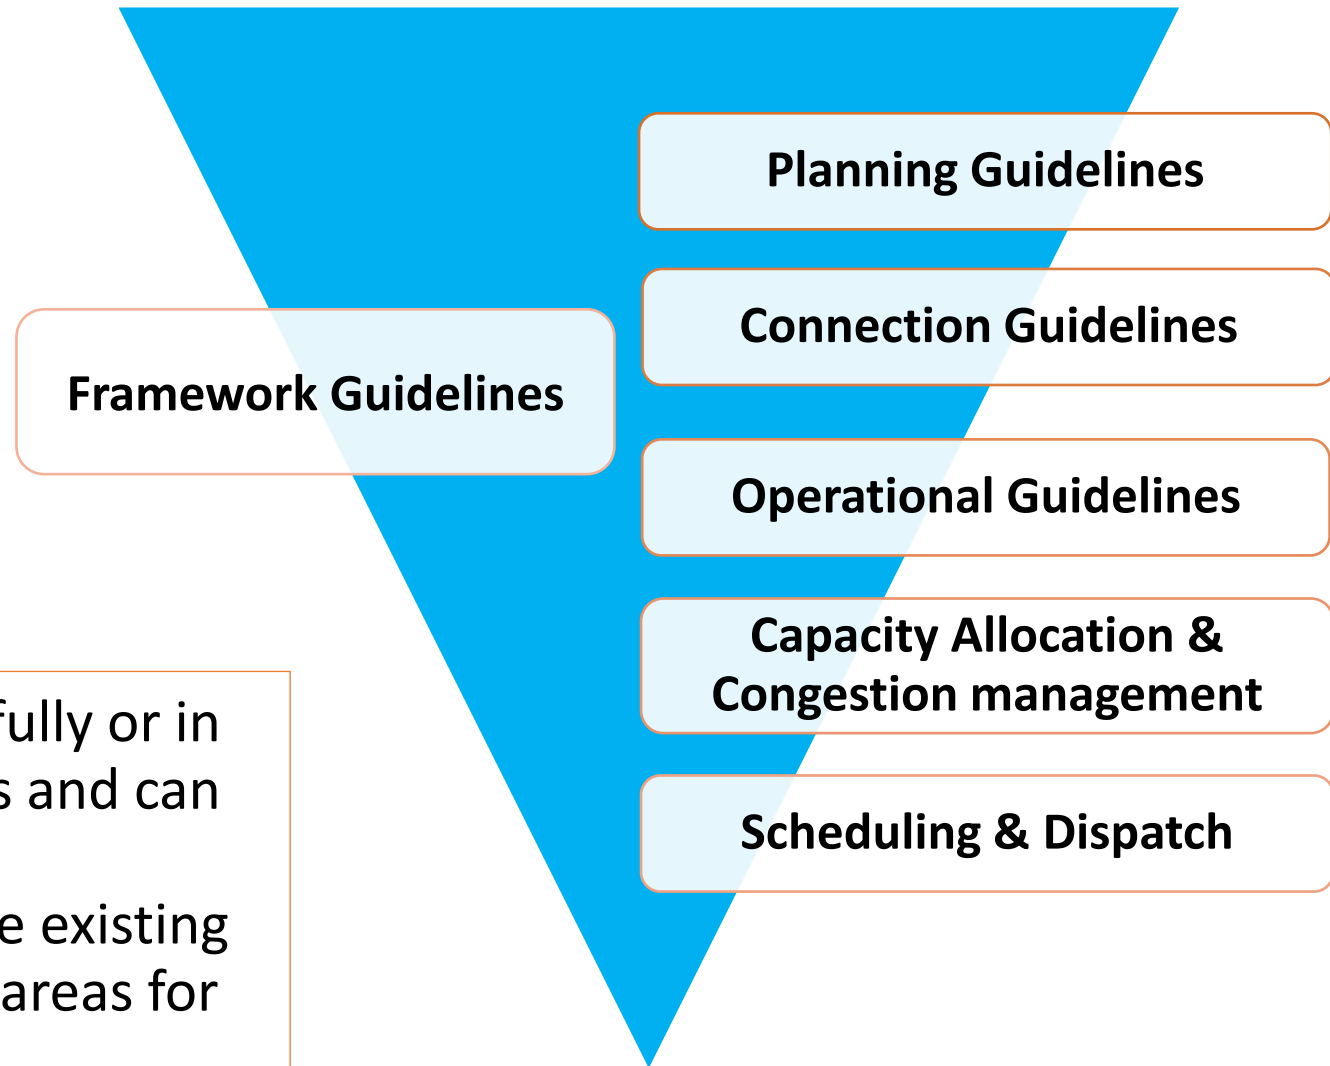 Planning Guidelines
Connection Guidelines
Framework Guidelines
Operational Guidelines
Capacity Allocation &
Congestion management
Scheduling & Dispatch
fully or in
and can
existing
areas for